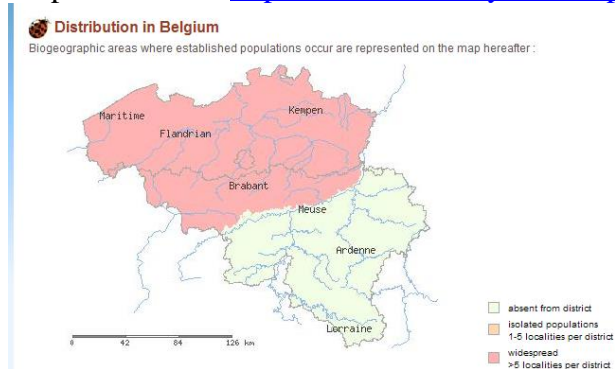 Distribution in Belgium
Biogeographic areas where established populations occur are represented on the map hereafter :
Maritime
Kempen
Flandrian
Brabant
Meuse
Ardenne
Lorraine
absent from district
isolated populations
1-5 localities per district
widespread
>5 localities per district
0 42 84 126 km